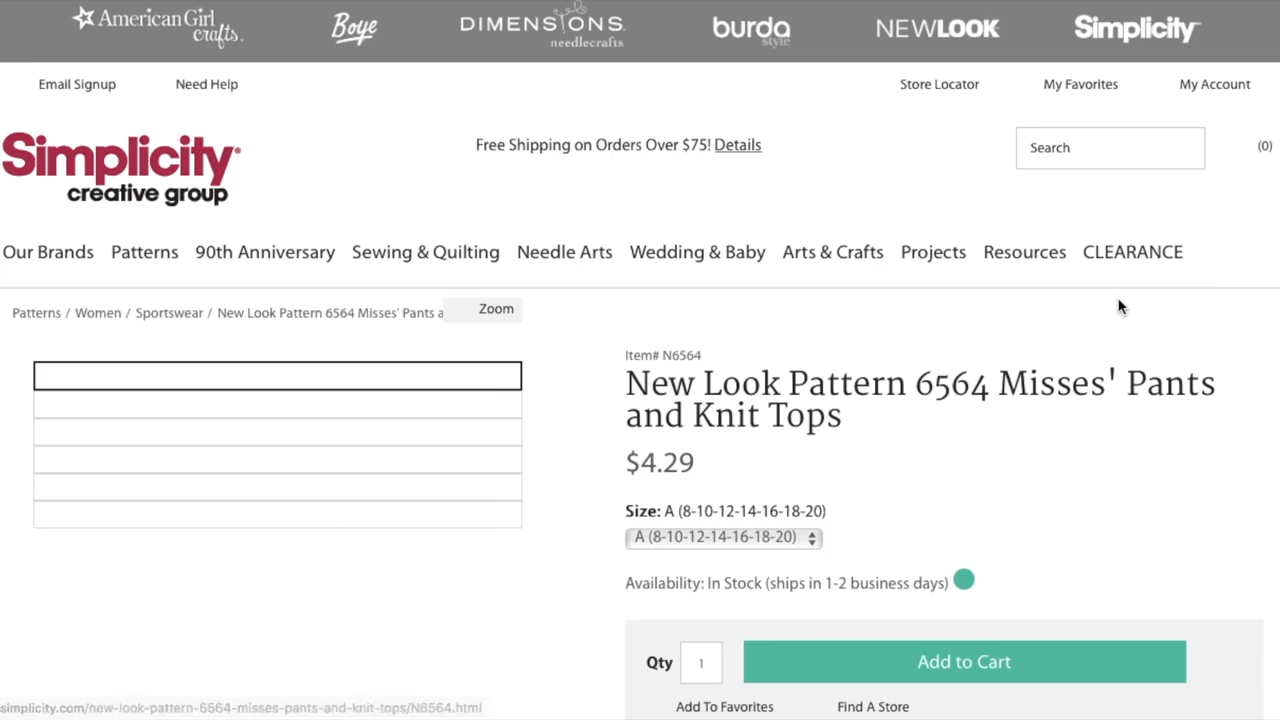 American Girl crafts.
Boye
DIMENSIONS needlecrafts
burda style
NEWLOOK
Simplicity
Email Signup
Need Help
Store Locator
My Favorites
My Account
Simplicity
creative group
Free Shipping on Orders Over $75! Details
Search
(0)
Our Brands Patterns 90th Anniversary Sewing & Quilting Needle Arts Wedding & Baby Arts & Crafts Projects Resources CLEARANCE
Patterns / Women / Sportswear / New Look Pattern 6564 Misses' Pants a
Zoom
Item# N6564
New Look Pattern 6564 Misses' Pants
and Knit Tops
$4.29
Size: A (8-10-12-14-16-18-20)
A (8-10-12-14-16-18-20)
Availability: In Stock (ships in 1-2 business days)
Qty 1 Add to Cart
Add To Favorites
Find A Store
simplicity.com/new-look-pattern-6564-misses-pants-and-knit-tops/N6564.html